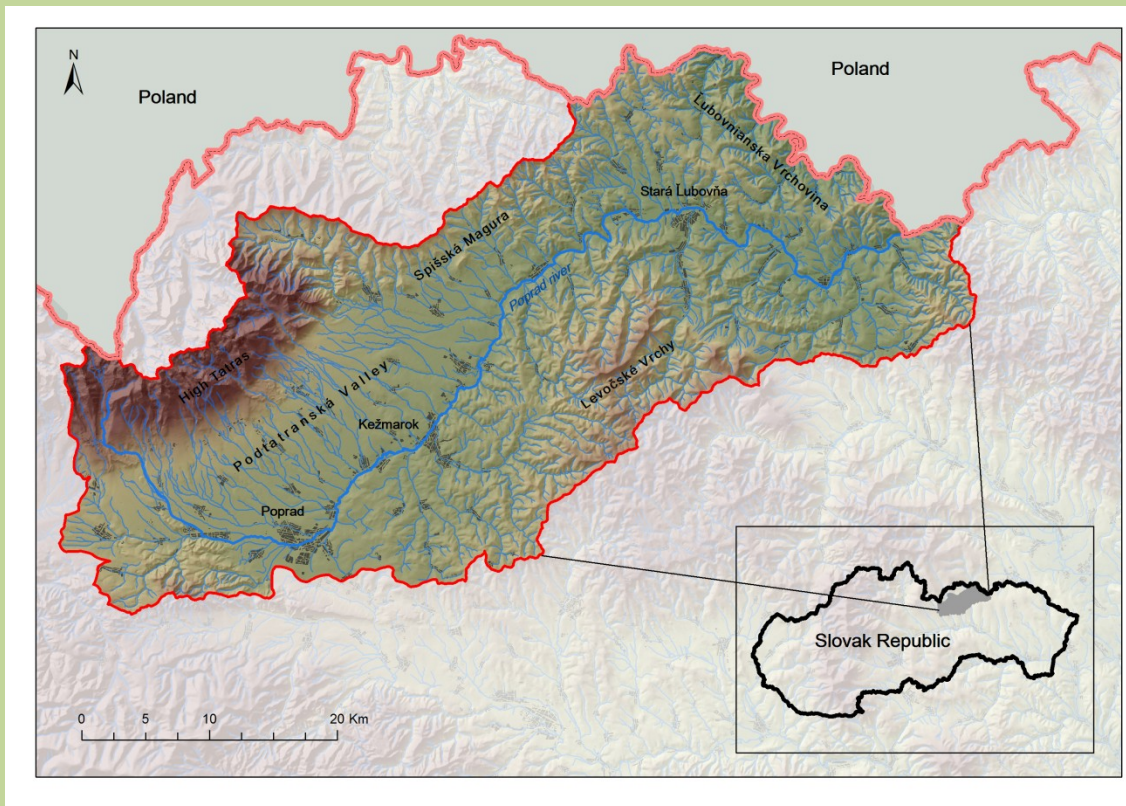 N
Poland
Poland
Ľubovnianska Vrchovina
Stará Ľubovňa
Spišská Magura
Poprad river
High Tatras
Levočské Vrchy
Podtatranská Valley
Kežmarok
Poprad
Slovak Republic
0 5 10 20 Km